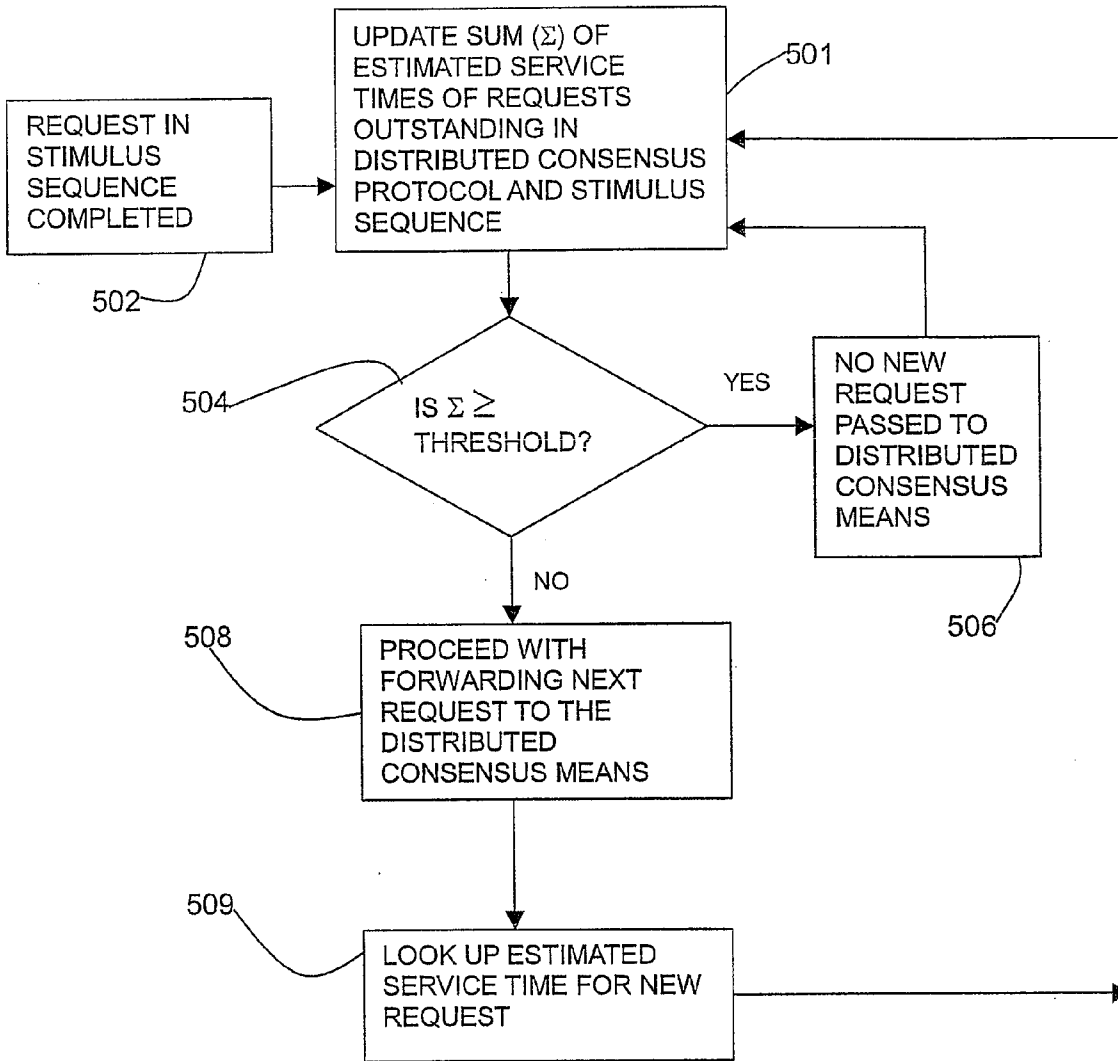 UPDATE SUM (Σ) OF
ESTIMATED SERVICE
TIMES OF REQUESTS
OUTSTANDING IN
DISTRIBUTED CONSENSUS
PROTOCOL AND STIMULUS
SEQUENCE
501
REQUEST IN
STIMULUS
SEQUENCE
COMPLETED
502
504
IS Σ ≥
THRESHOLD?
YES
NO NEW
REQUEST
PASSED TO
DISTRIBUTED
CONSENSUS
MEANS
506
NO
508
PROCEED WITH
FORWARDING NEXT
REQUEST TO THE
DISTRIBUTED
CONSENSUS MEANS
509
LOOK UP ESTIMATED
SERVICE TIME FOR NEW
REQUEST